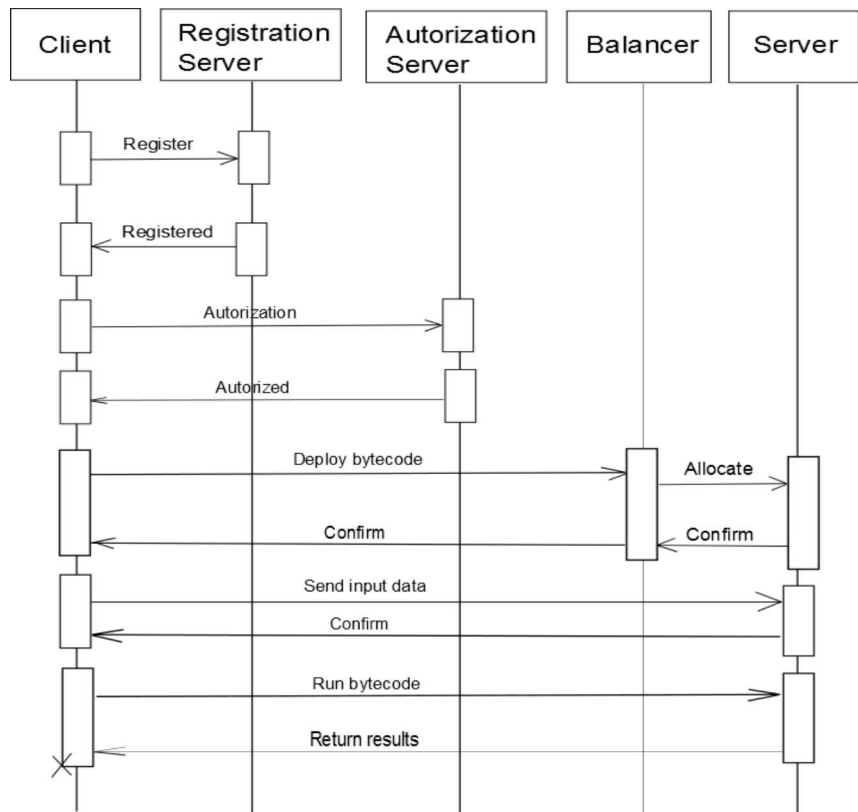 Client
Registration
Server
Autorization
Server
Balancer
Server
Register
Registered
Autorization
Autorized
Deploy bytecode
Allocate
Confirm
Confirm
Send input data
Confirm
Run bytecode
Return results